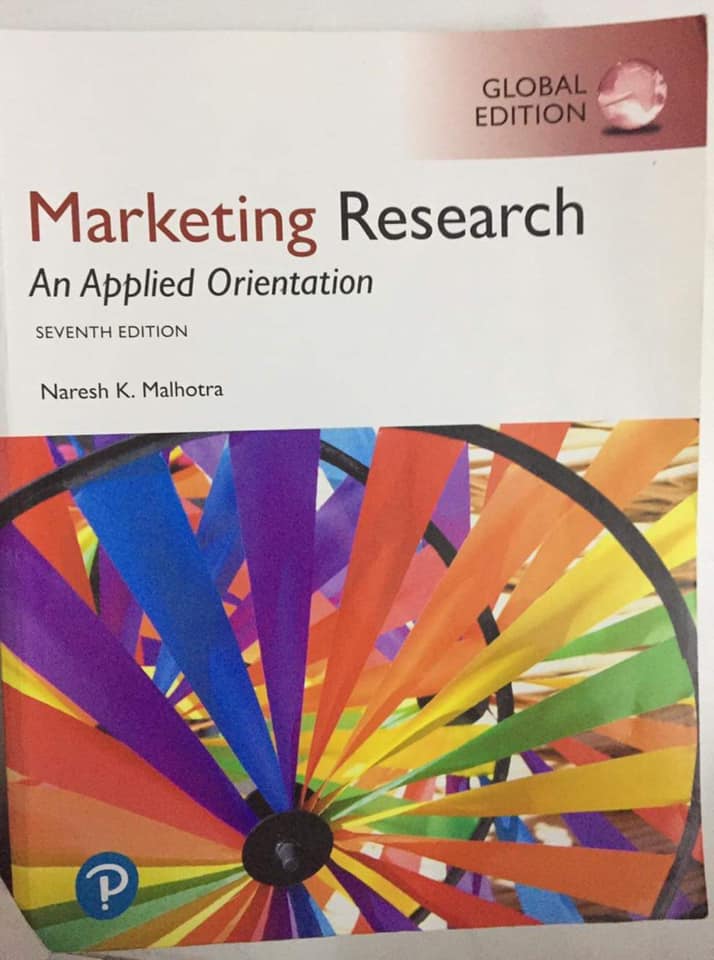 GLOBAL
EDITION
Marketing Research
An Applied Orientation
SEVENTH EDITION
Naresh K. Malhotra
P